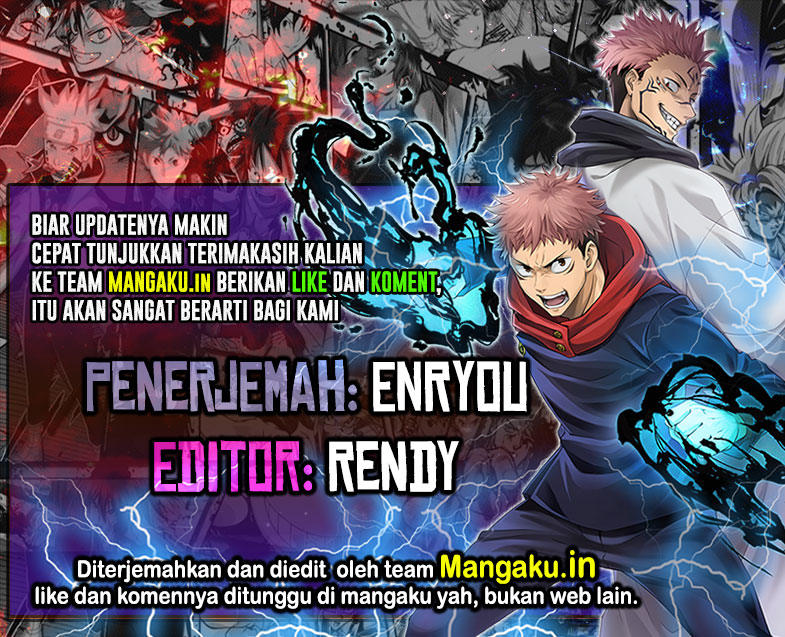 BIAR UPDATENYA MAKIN
CEPAT TUNJUKKAN TERIMAKASIH KALIAN
KE TEAM MANGAKU.in BERIKAN LIKE DAN KOMENT,
ITU AKAN SANGAT BERARTI BAGI KAMI
PENERJEMAH: ENRYOU
EDITOR: RENDY
Diterjemahkan dan diedit oleh team Mangaku.in
like dan komennya ditunggu di mangaku yah, bukan web lain.